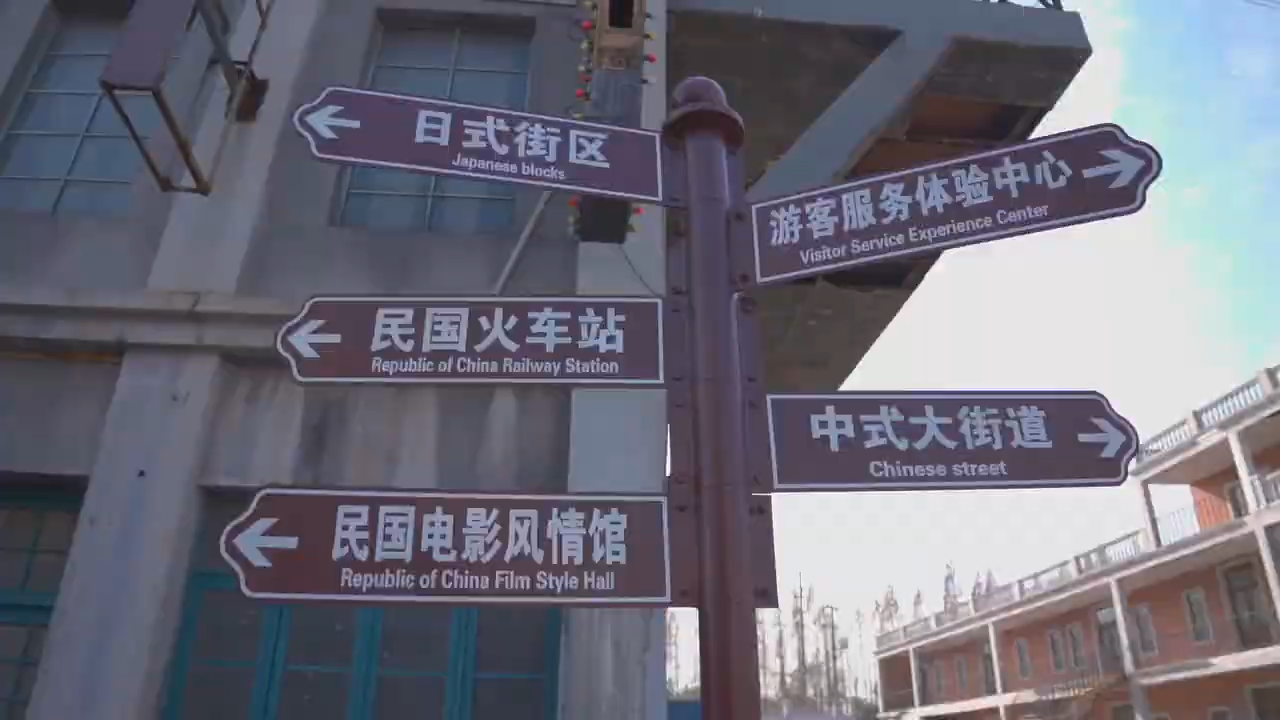 日式街区
Japanese blocks
游客服务体验中心
Visitor Service Experience Center
民国火车站
Republic of China Railway Station
中式大街道
Chinese street
民国电影风情馆
Republic of China Film Style Hall